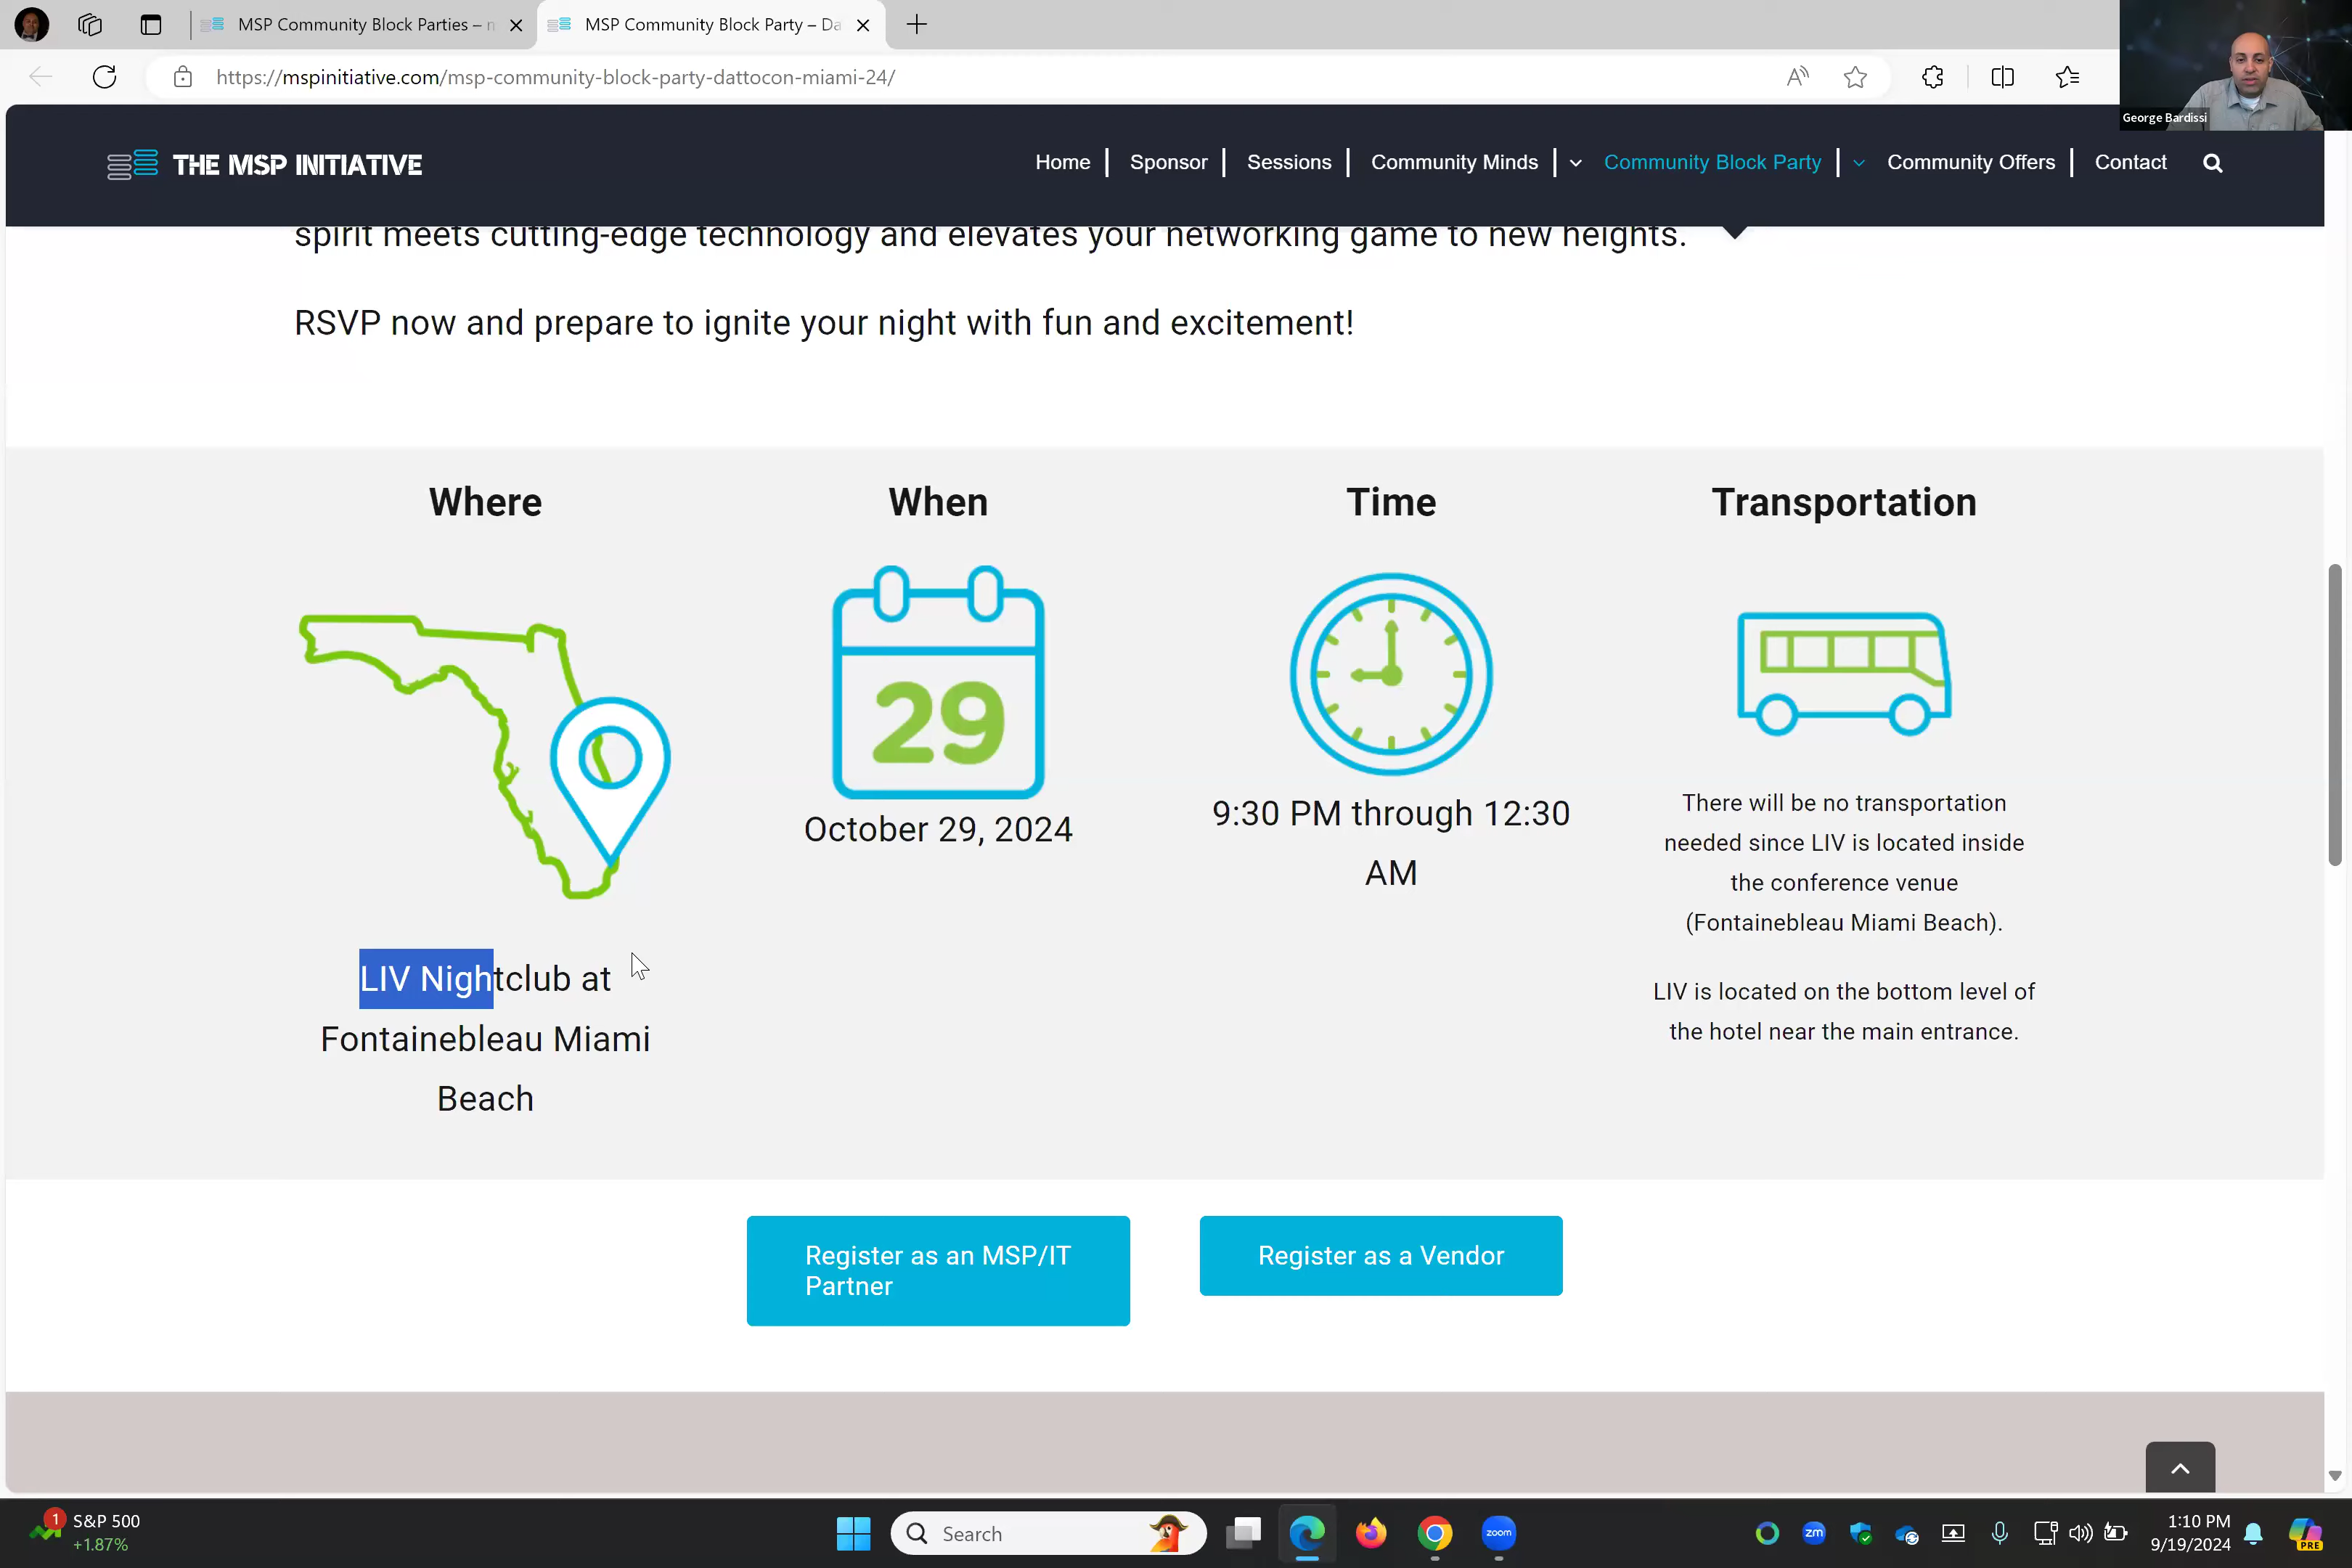 MSP Community Block Parties – m
MSP Community Block Party – Da
https://mspinitiative.com/msp-community-block-party-dattocon-miami-24/
George Bardissi
THE MSP INITIATIVE
Home
Sponsor
Sessions
Community Minds
Community Block Party
Community Offers
Contact
spirit meets cutting-edge technology and elevates your networking game to new heights.
RSVP now and prepare to ignite your night with fun and excitement!
Where
LIV Nightclub at
Fontainebleau Miami
Beach
When
29
October 29, 2024
Time
9:30 PM through 12:30
AM
Transportation
There will be no transportation
needed since LIV is located inside
the conference venue
(Fontainebleau Miami Beach).
LIV is located on the bottom level of
the hotel near the main entrance.
Register as an MSP/IT
Partner
Register as a Vendor
1
S&P 500
+1.87%
Search
zoom
zm
1:10 PM
9/19/2024
PRE